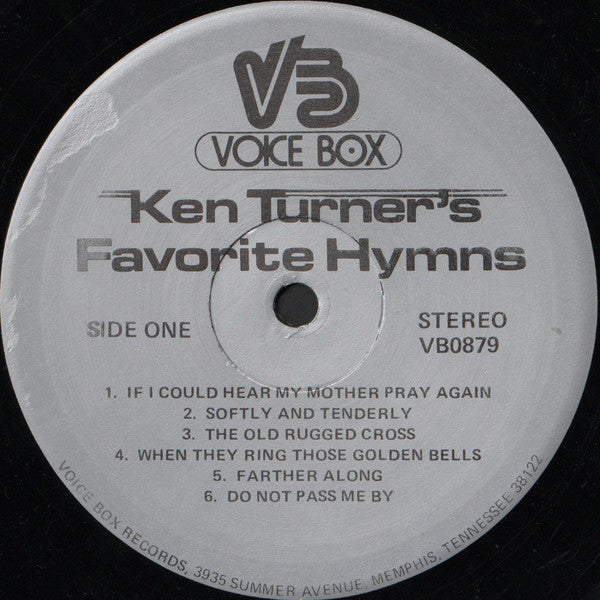 VB
VOICE BOX
Ken Turner's
Favorite Hymns
SIDE ONE
STEREO
VB0879
1. IF I COULD HEAR MY MOTHER PRAY AGAIN
2. SOFTLY AND TENDERLY
3. THE OLD RUGGED CROSS
4. WHEN THEY RING THOSE GOLDEN BELLS
5. FARTHER ALONG
6. DO NOT PASS ME BY
VOICE BOX RECORDS, 3935 SUMMER AVENUE, MEMPHIS, TENNESSEE 38122